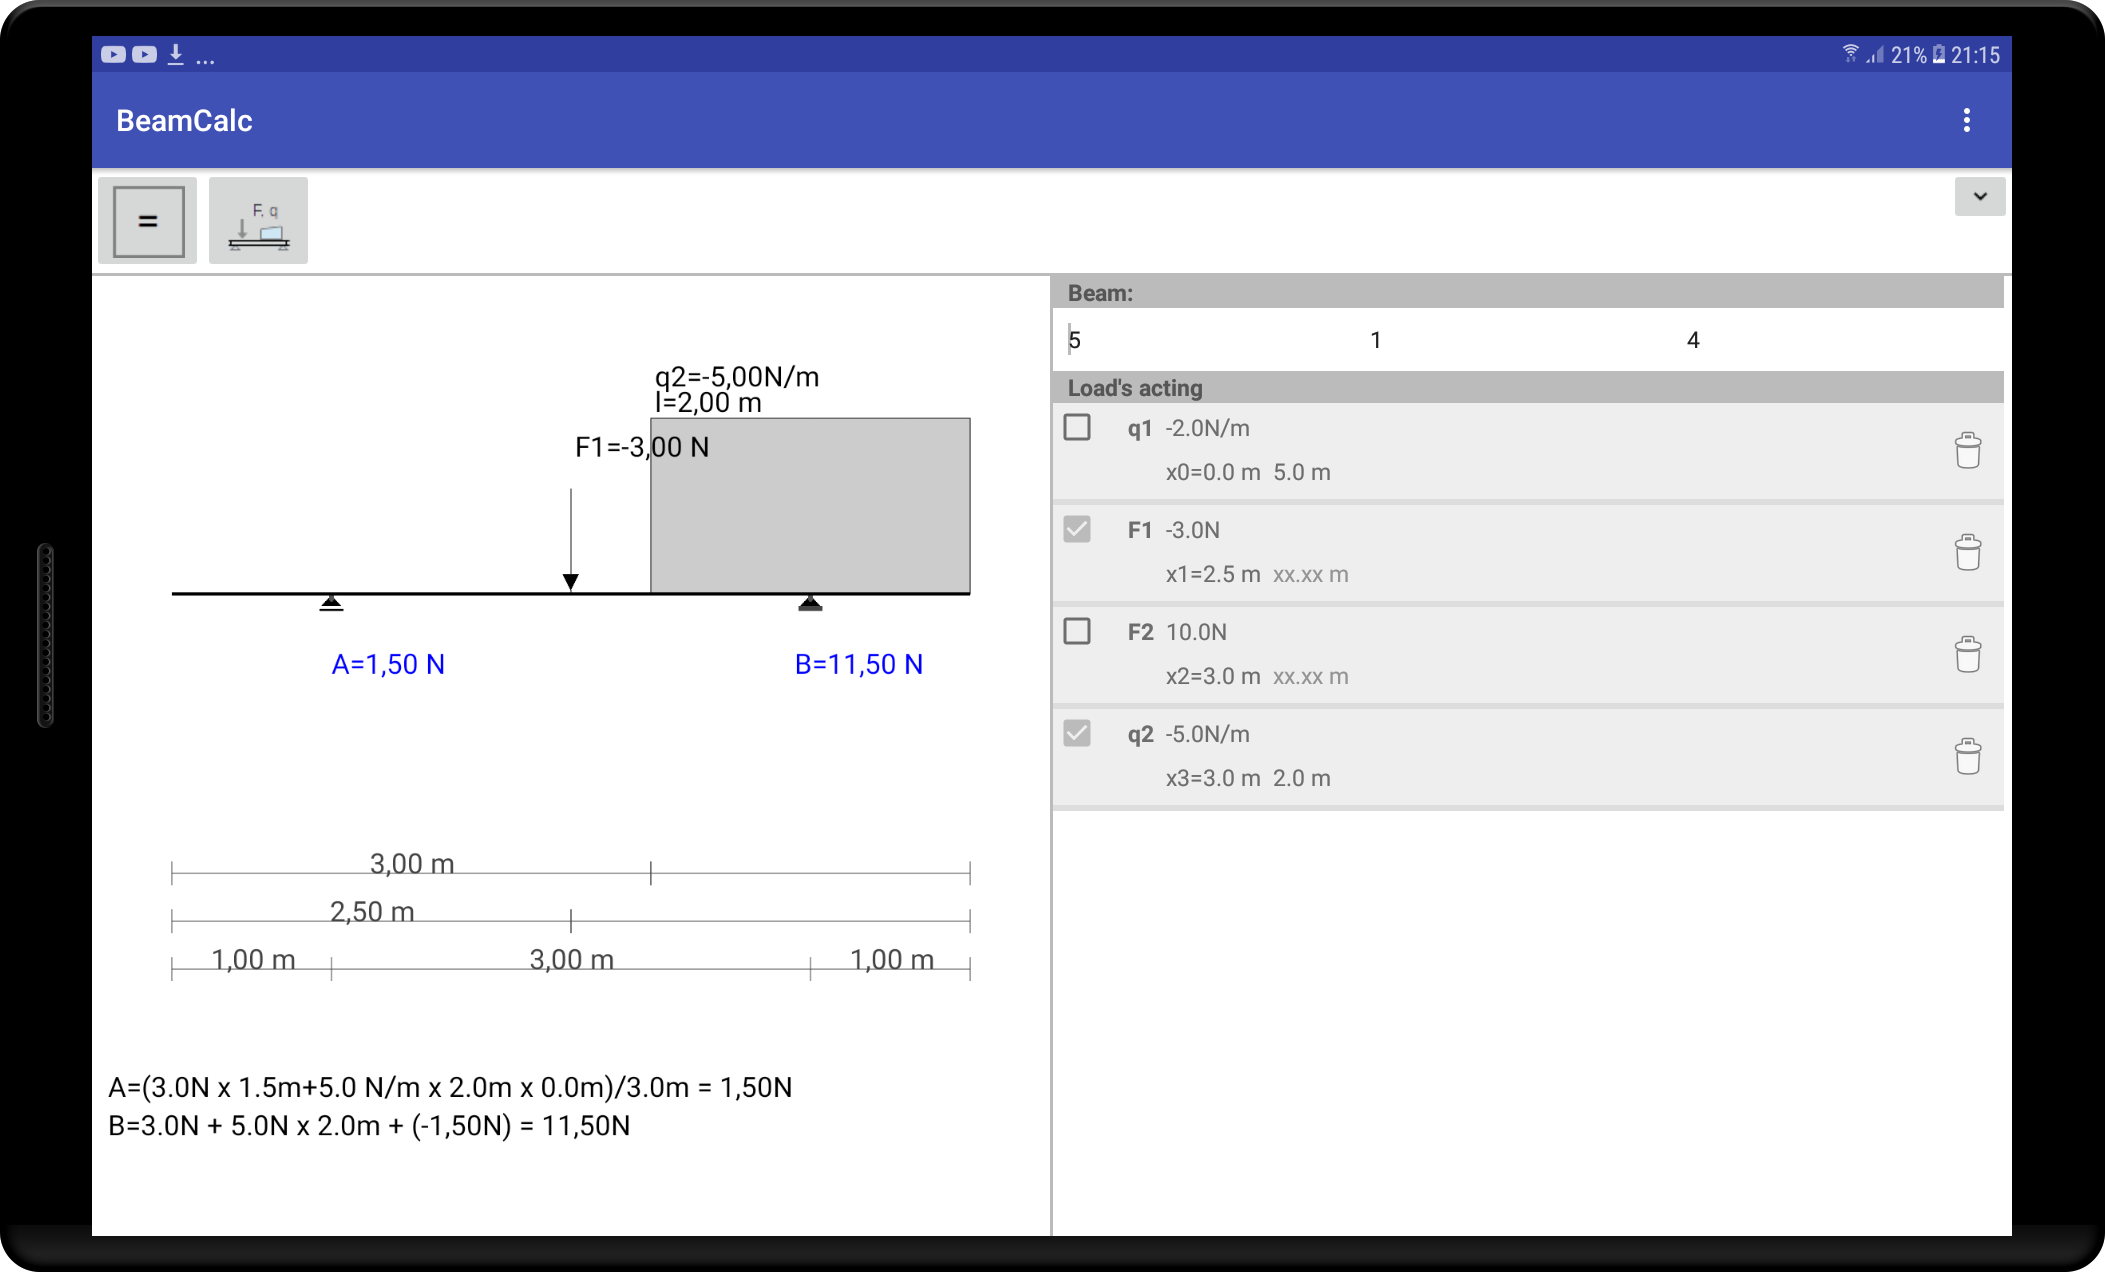 ... 21% 21:15
BeamCalc
=
F, q
Beam:
5 1 4
Load's acting
q1 -2.0N/m
x0=0.0 m 5.0 m
F1 -3.0N
x1=2.5 m xx.xx m
F2 10.0N
x2=3.0 m xx.xx m
q2 -5.0N/m
x3=3.0 m 2.0 m
q2=-5,00N/m
l=2,00 m
F1=-3,00 N
A=1,50 N B=11,50 N
3,00 m
2,50 m
1,00 m 3,00 m 1,00 m
A=(3.0N x 1.5m+5.0 N/m x 2.0m x 0.0m)/3.0m = 1,50N
B=3.0N + 5.0N x 2.0m + (-1,50N) = 11,50N